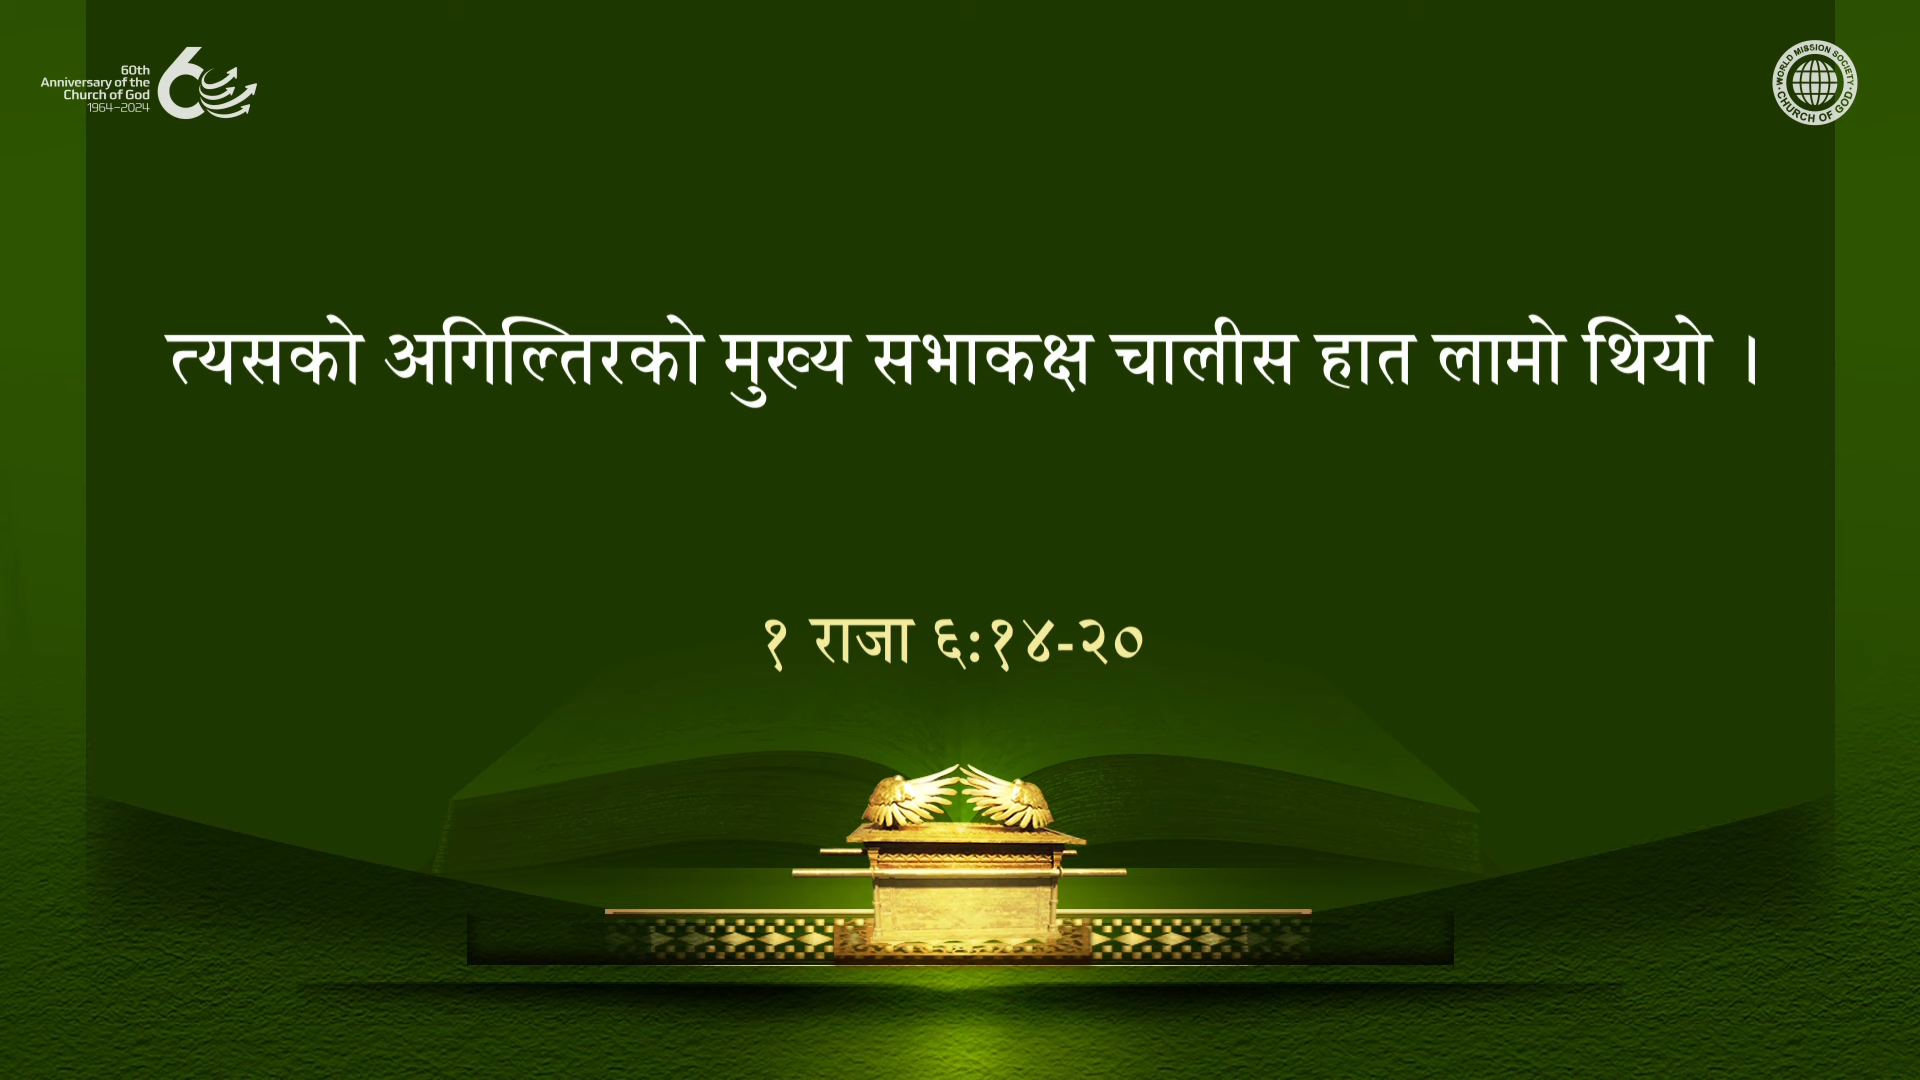 60th
Anniversary of the
Church of God
1964–2024
WORLD MISSION SOCIETY
CHURCH OF GOD
त्यसको अगिल्तिरको मुख्य सभाकक्ष चालीस हात लामो थियो ।
१ राजा ६:१४-२०